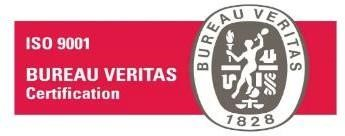 ISO 9001
BUREAU VERITAS
Certification
BUREAU VERITAS
1828